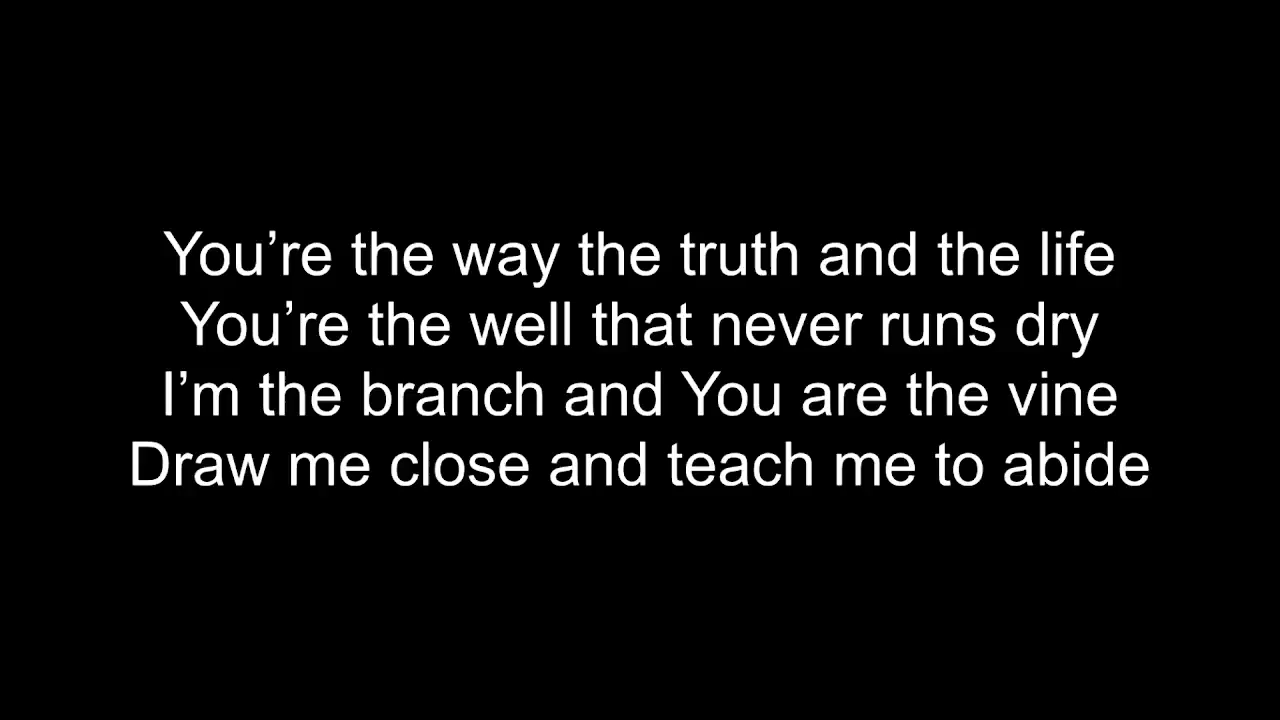 You’re the way the truth and the life
You’re the well that never runs dry
I’m the branch and You are the vine
Draw me close and teach me to abide